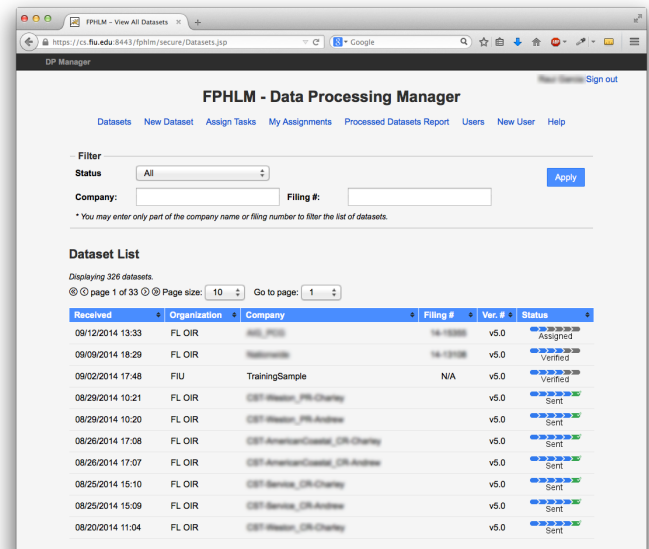 FPHLM - View All Datasets × +
https://cs.fiu.edu:8443/fphlm/secure/Datasets.jsp Google
DP Manager
Sign out
FPHLM - Data Processing Manager
Datasets New Dataset Assign Tasks My Assignments Processed Datasets Report Users New User Help
Filter
Status All
Apply
Company: Filing #:
* You may enter only part of the company name or filing number to filter the list of datasets.
Dataset List
Displaying 326 datasets.
page 1 of 33 Page size: 10 Go to page: 1
Received Organization Company Filing # Ver. # Status
09/12/2014 13:33 FL OIR v5.0 Assigned
09/09/2014 18:29 FL OIR v5.0 Verified
09/02/2014 17:48 FIU TrainingSample N/A v5.0 Verified
08/29/2014 10:21 FL OIR v5.0 Sent
08/29/2014 10:20 FL OIR v5.0 Sent
08/26/2014 17:08 FL OIR v5.0 Sent
08/26/2014 17:07 FL OIR v5.0 Sent
08/25/2014 15:10 FL OIR v5.0 Sent
08/25/2014 15:09 FL OIR v5.0 Sent
08/20/2014 11:04 FL OIR v5.0 Sent